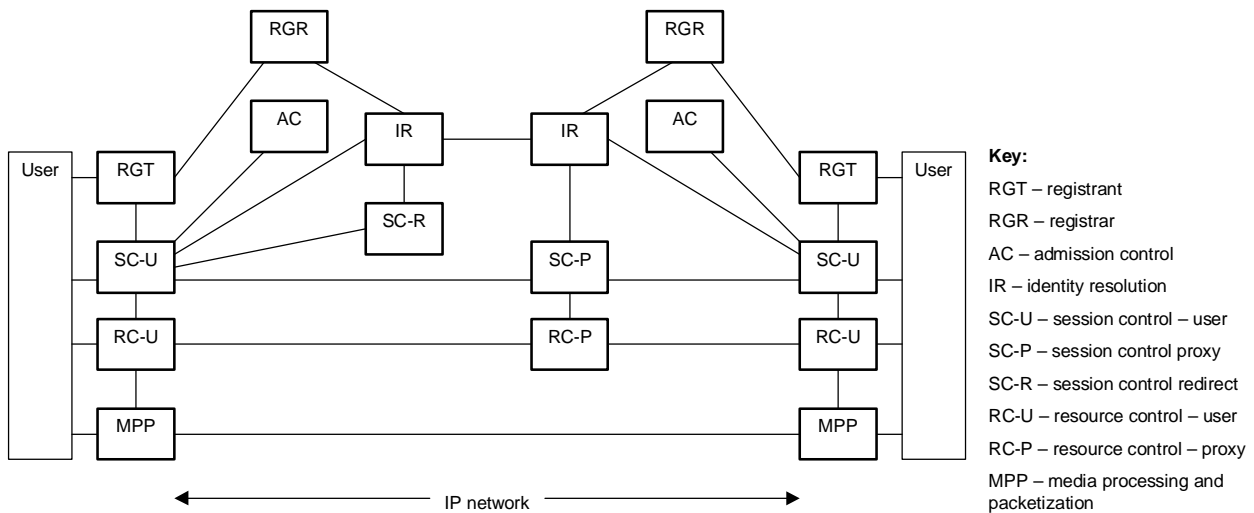 RGR
RGR
AC
IR
IR
AC
User
RGT
RGT
User
SC-R
SC-U
SC-P
SC-U
RC-U
RC-P
RC-U
MPP
MPP
IP network
Key:
RGT – registrant
RGR – registrar
AC – admission control
IR – identity resolution
SC-U – session control – user
SC-P – session control proxy
SC-R – session control redirect
RC-U – resource control – user
RC-P – resource control – proxy
MPP – media processing and
packetization